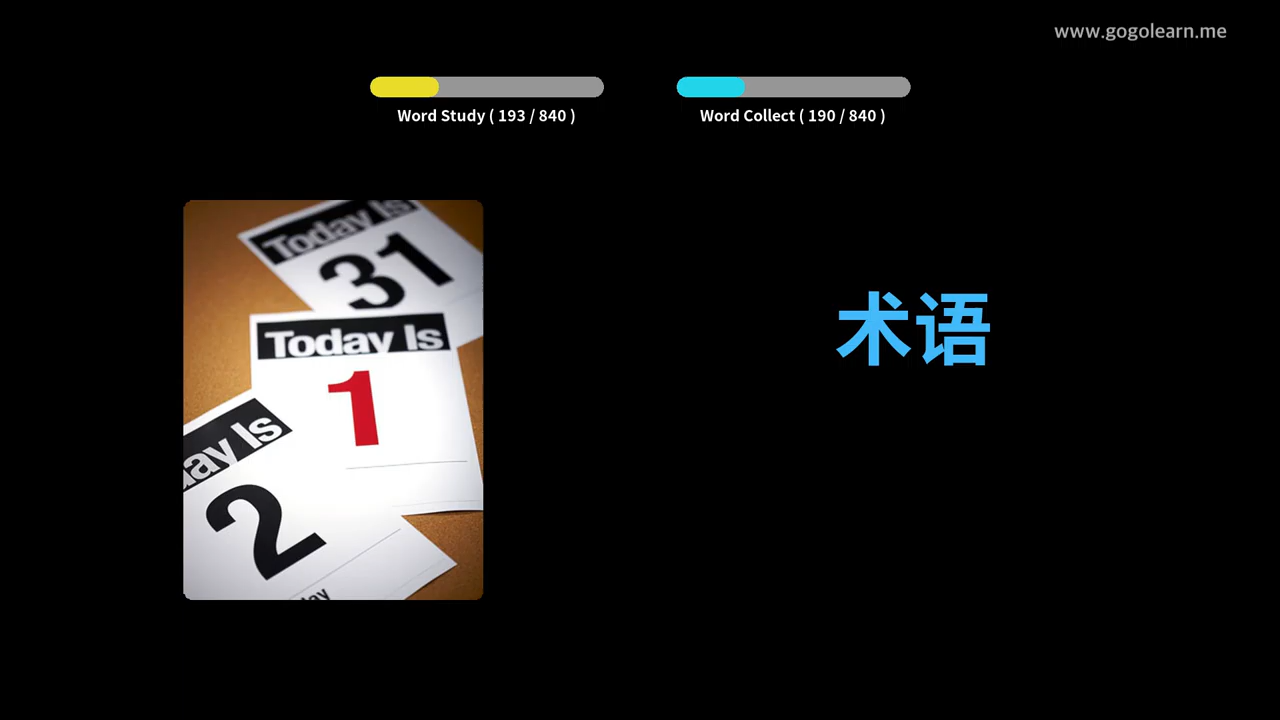 www.gogolearn.me
Word Study ( 193 / 840 )
Word Collect ( 190 / 840 )
Today Is
31
Today Is
1
术语
day Is
2